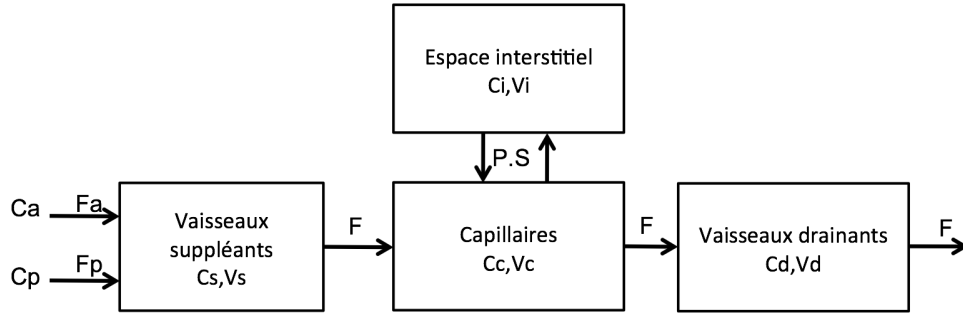 Espace interstitiel
Ci,Vi
P.S
Ca
Fa
Cp
Fp
Vaisseaux
suppléants
Cs,Vs
F
Capillaires
Cc,Vc
F
Vaisseaux drainants
Cd,Vd
F